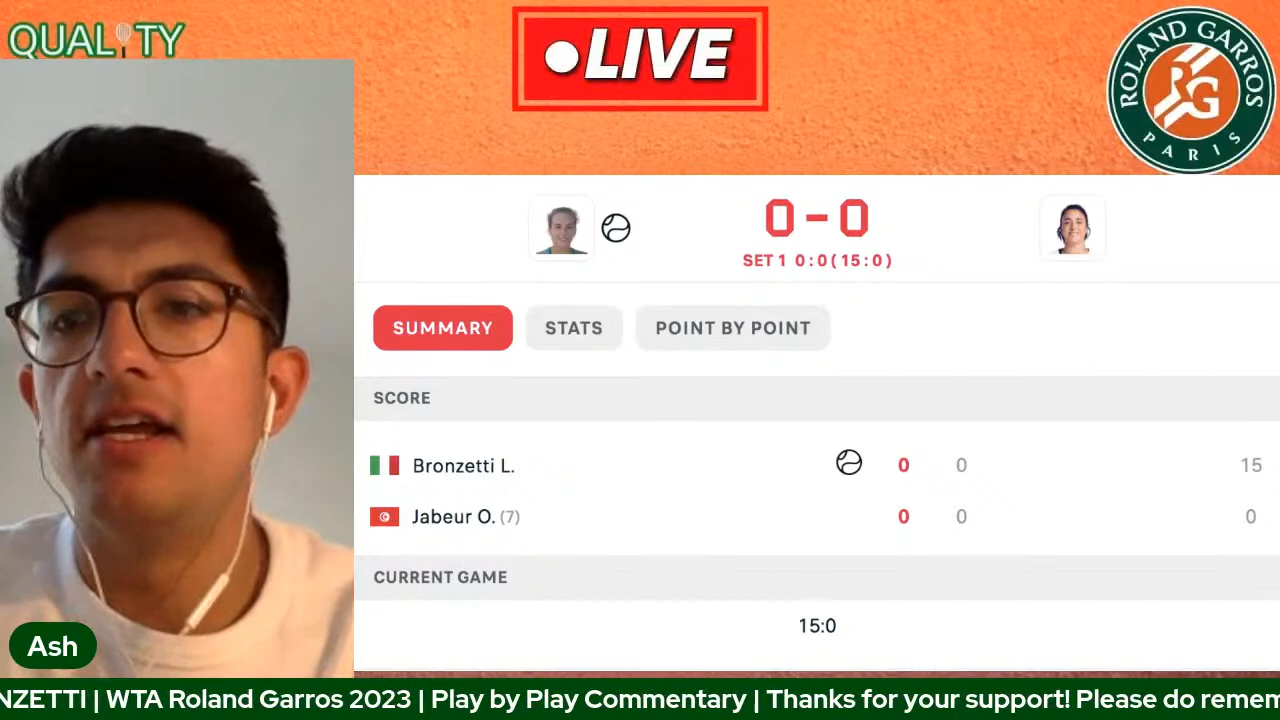 QUALITY
LIVE
ROLAND GARROS
RG
PARIS
0 - 0
SET 1 0 : 0 ( 15 : 0 )
SUMMARY
STATS
POINT BY POINT
SCORE
Bronzetti L. 0 0 15
Jabeur O. (7) 0 0 0
CURRENT GAME
15:0
Ash
NZETTI | WTA Roland Garros 2023 | Play by Play Commentary | Thanks for your support! Please do remem